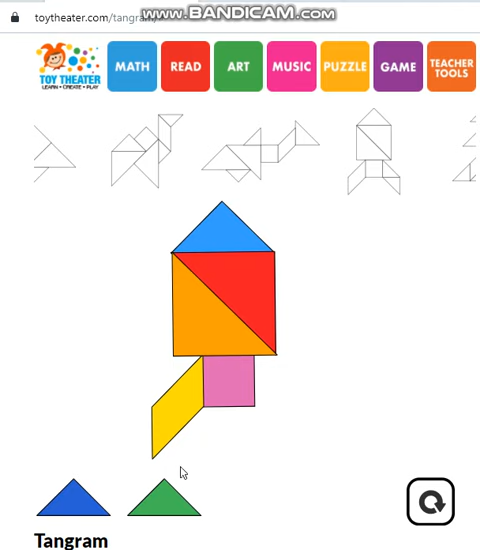 WWW.BANDICAM.COM
toytheater.com/tangram
TOY THEATER
LEARN • CREATE • PLAY
MATH
READ
ART
MUSIC
PUZZLE
GAME
TEACHER
TOOLS
Tangram